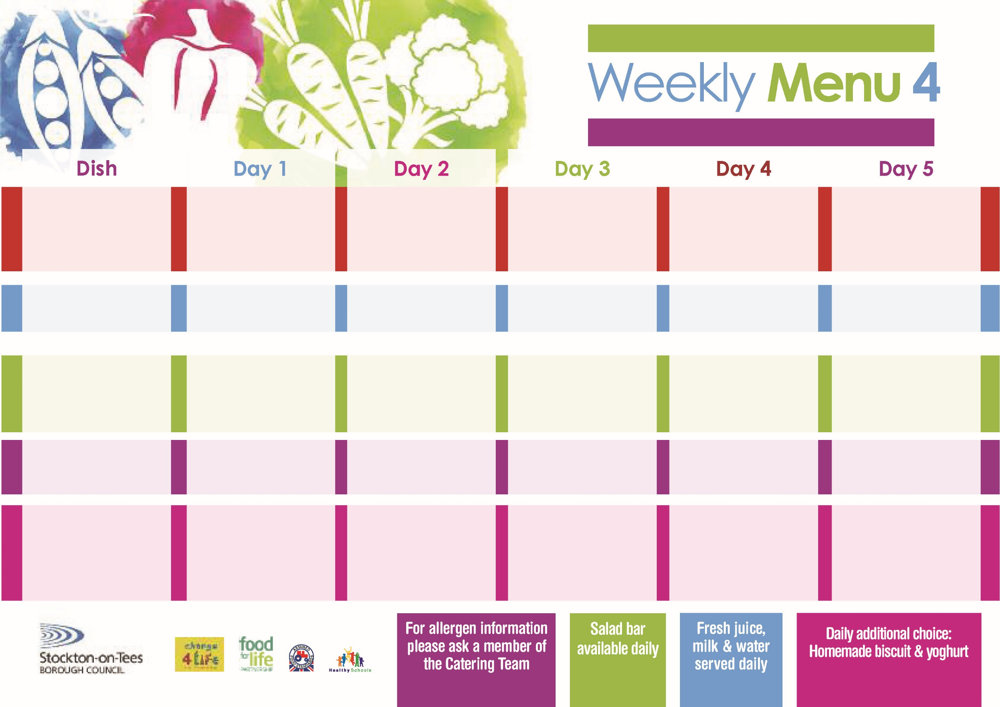 Weekly Menu 4
Dish Day 1 Day 2 Day 3 Day 4 Day 5
Stockton-on-Tees
BOROUGH COUNCIL
change
4 LiFe
food
for life
PARTNERSHIP
ASSURED
FOOD STANDARDS
Healthy Schools
For allergen information
please ask a member of
the Catering Team
Salad bar
available daily
Fresh juice,
milk & water
served daily
Daily additional choice:
Homemade biscuit & yoghurt